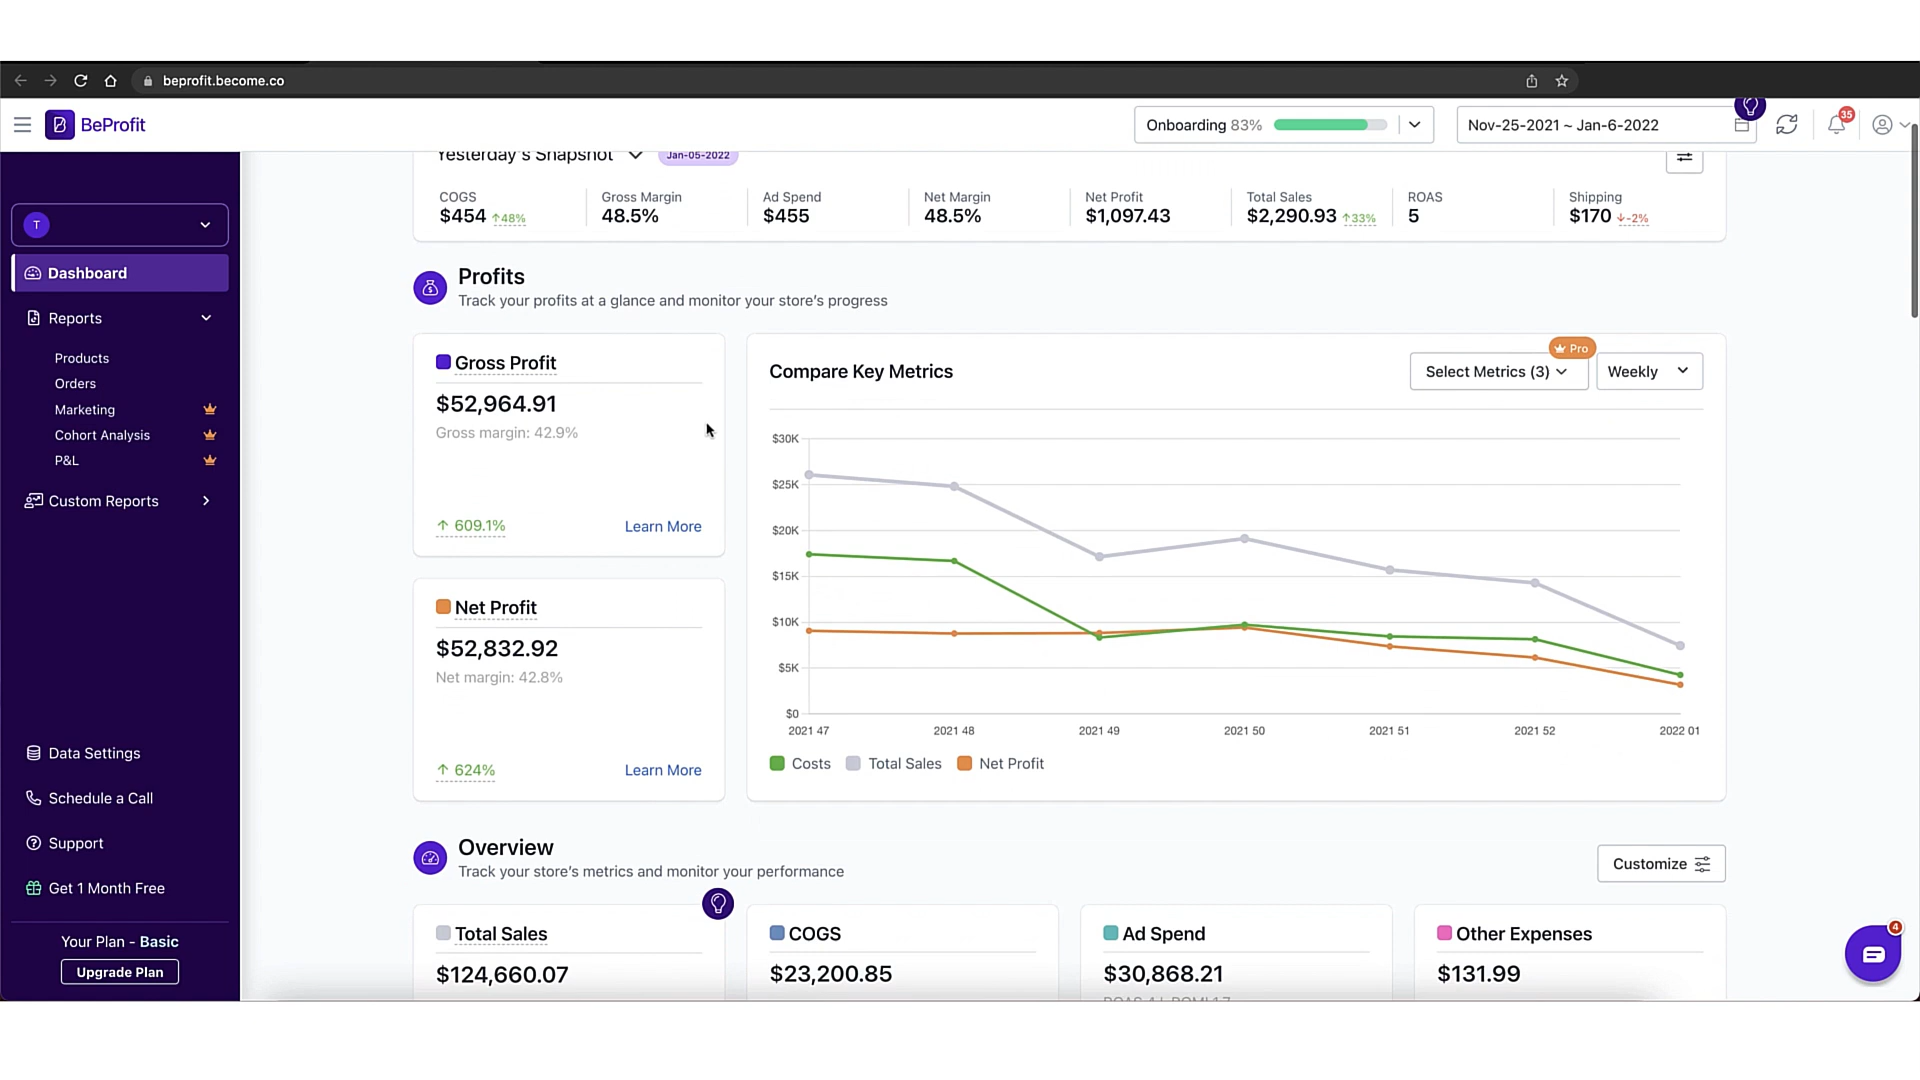 beprofit.become.co
BeProfit
Onboarding 83%
Nov-25-2021 ~ Jan-6-2022
35
Yesterday's Snapshot
Jan-05-2022
COGS
$454 ↑48%
Gross Margin
48.5%
Ad Spend
$455
Net Margin
48.5%
Net Profit
$1,097.43
Total Sales
$2,290.93 ↑33%
ROAS
5
Shipping
$170 ↓-2%
T
Dashboard
Reports
Products
Orders
Marketing
Cohort Analysis
P&L
Custom Reports
Data Settings
Schedule a Call
Support
Get 1 Month Free
Your Plan - Basic
Upgrade Plan
Profits
Track your profits at a glance and monitor your store's progress
Gross Profit
$52,964.91
Gross margin: 42.9%
↑ 609.1%
Learn More
Net Profit
$52,832.92
Net margin: 42.8%
↑ 624%
Learn More
Compare Key Metrics
Pro
Select Metrics (3)
Weekly
$30K
$25K
$20K
$15K
$10K
$5K
$0
2021 47
2021 48
2021 49
2021 50
2021 51
2021 52
2022 01
Costs
Total Sales
Net Profit
Overview
Track your store's metrics and monitor your performance
Customize
Total Sales
$124,660.07
COGS
$23,200.85
Ad Spend
$30,868.21
Other Expenses
$131.99
4